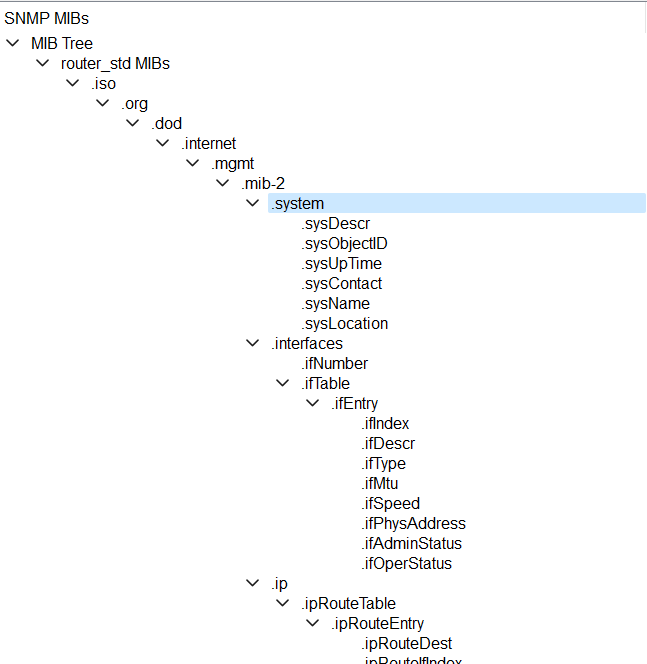 SNMP MIBs
MIB Tree
router_std MIBs
.iso
.org
.dod
.internet
.mgmt
.mib-2
.system
.sysDescr
.sysObjectID
.sysUpTime
.sysContact
.sysName
.sysLocation
.interfaces
.ifNumber
.ifTable
.ifEntry
.ifIndex
.ifDescr
.ifType
.ifMtu
.ifSpeed
.ifPhysAddress
.ifAdminStatus
.ifOperStatus
.ip
.ipRouteTable
.ipRouteEntry
.ipRouteDest
.ipRouteIfIndex